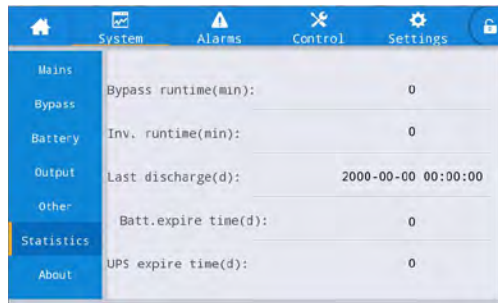 System Alarms Control Settings
Mains
Bypass
Battery
Output
Other
Statistics
About
Bypass runtime(min): 0
Inv. runtime(min): 0
Last discharge(d): 2000-00-00 00:00:00
Batt.expire time(d): 0
UPS expire time(d): 0